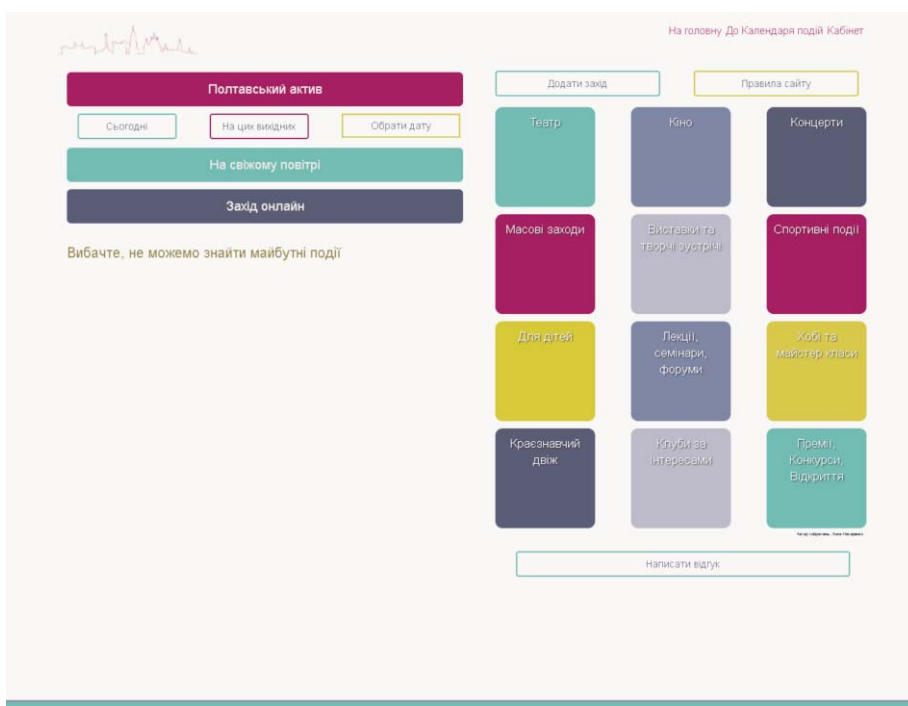 На головну До Календаря подій Кабінет
Полтавський актив
Сьогодні
На цих вихідних
Обрати дату
На свіжому повітрі
Захід онлайн
Вибачте, не можемо знайти майбутні події
Додати захід
Правила сайту
Театр
Кіно
Концерти
Масові заходи
Виставки та
творчі зустрічі
Спортивні події
Для дітей
Лекції,
семінари,
форуми
Хобі та
майстер класи
Краєзнавчий
двіж
Клуби за
інтересами
Премії,
Конкурси,
Відкриття
Написати відгук